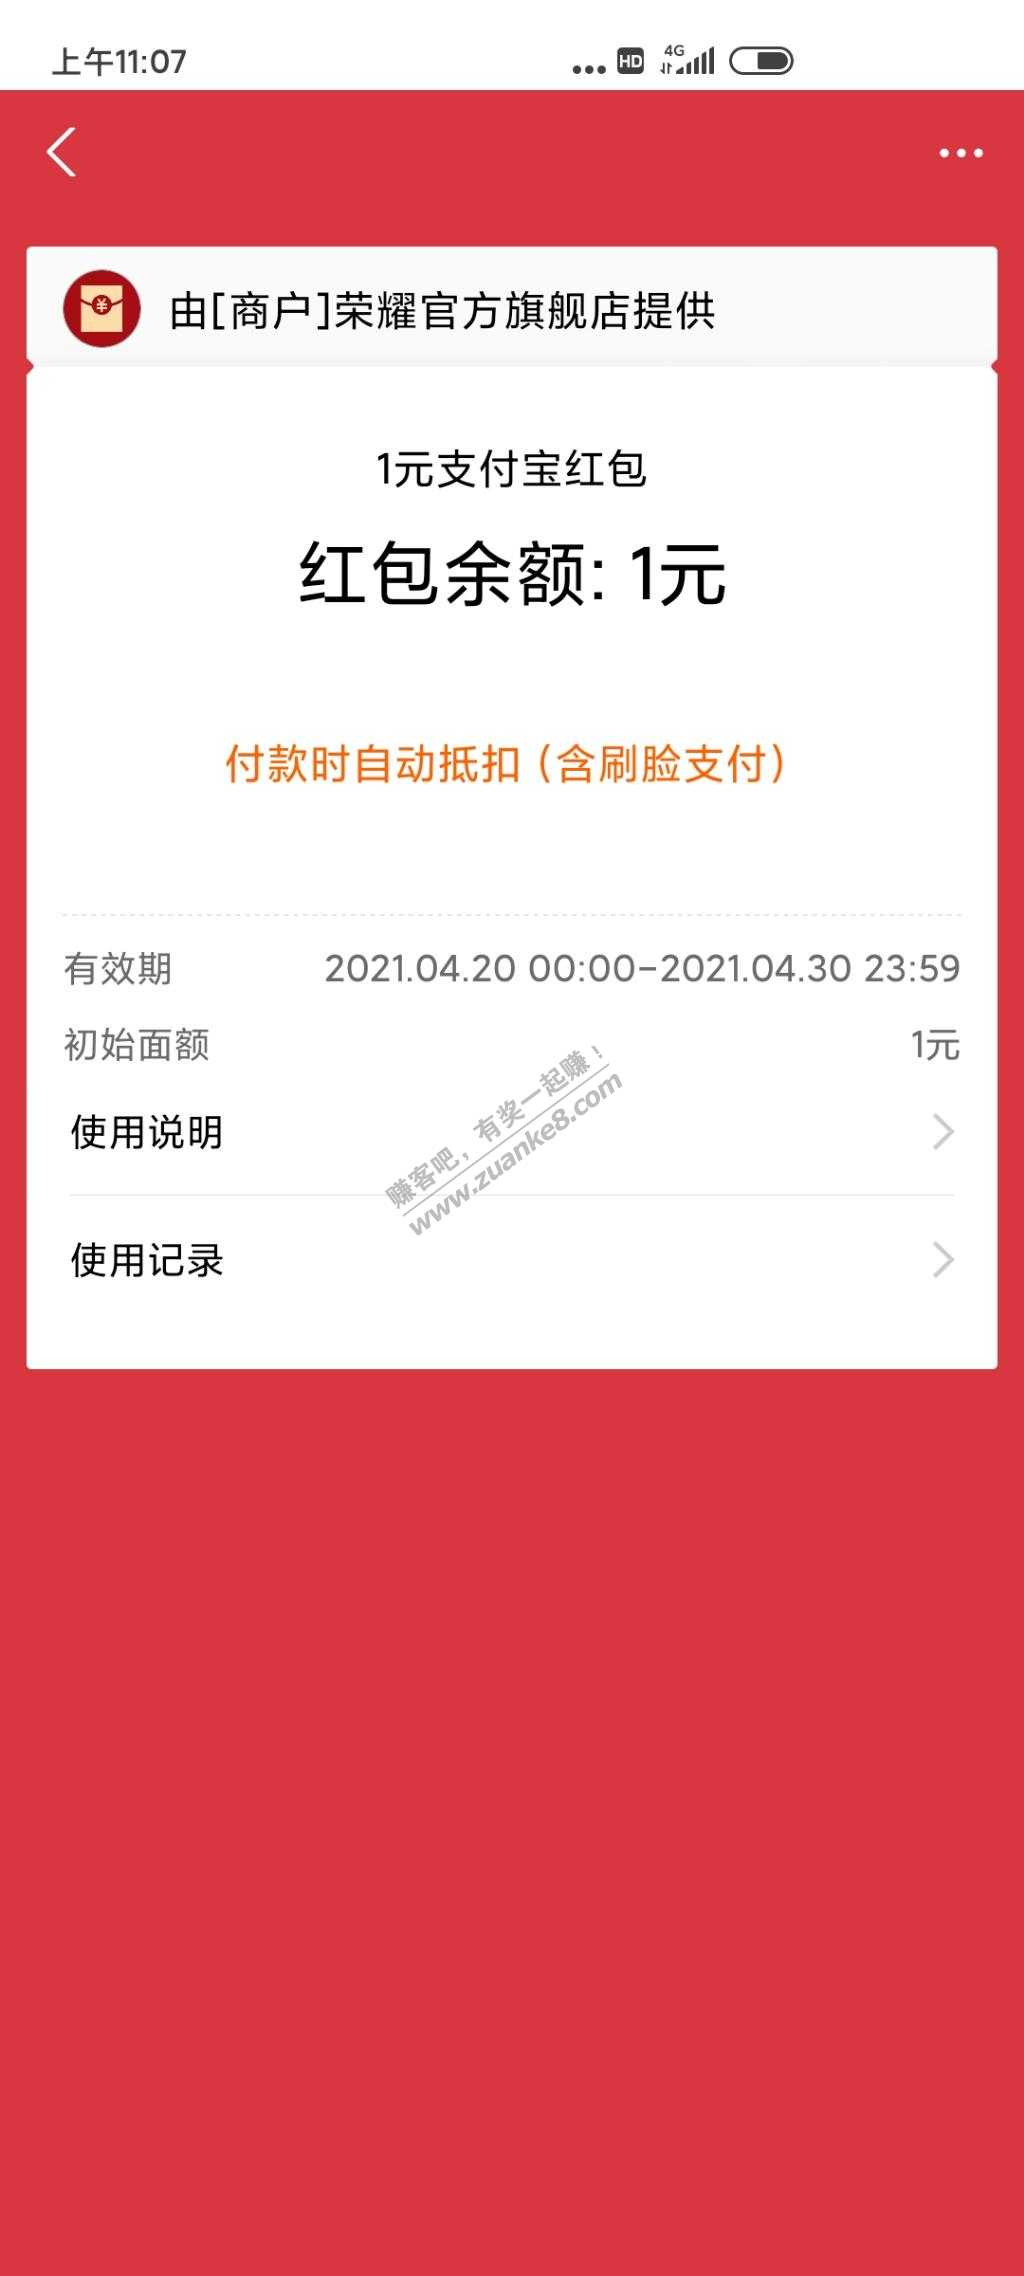 上午11:07
HD
4G
由[商户]荣耀官方旗舰店提供
¥
1元支付宝红包
红包余额: 1元
付款时自动抵扣（含刷脸支付）
有效期 2021.04.20 00:00-2021.04.30 23:59
初始面额 1元
使用说明
赚客吧，有奖一起赚！
www.zuanke8.com
使用记录